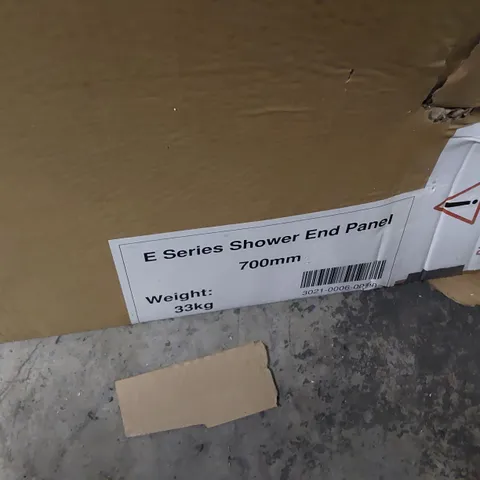 E Series Shower End Panel
700mm
Weight:
33kg